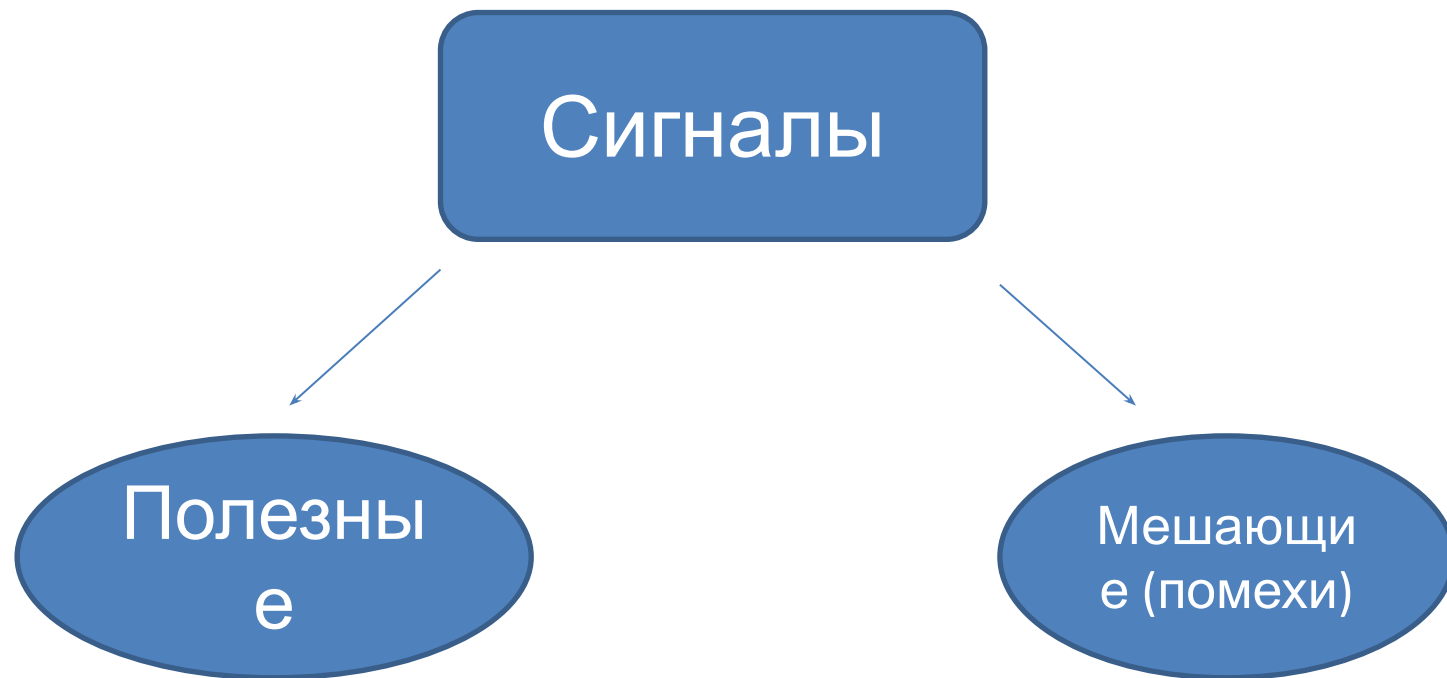 Сигналы
Полезны
е
Мешающи
е (помехи)